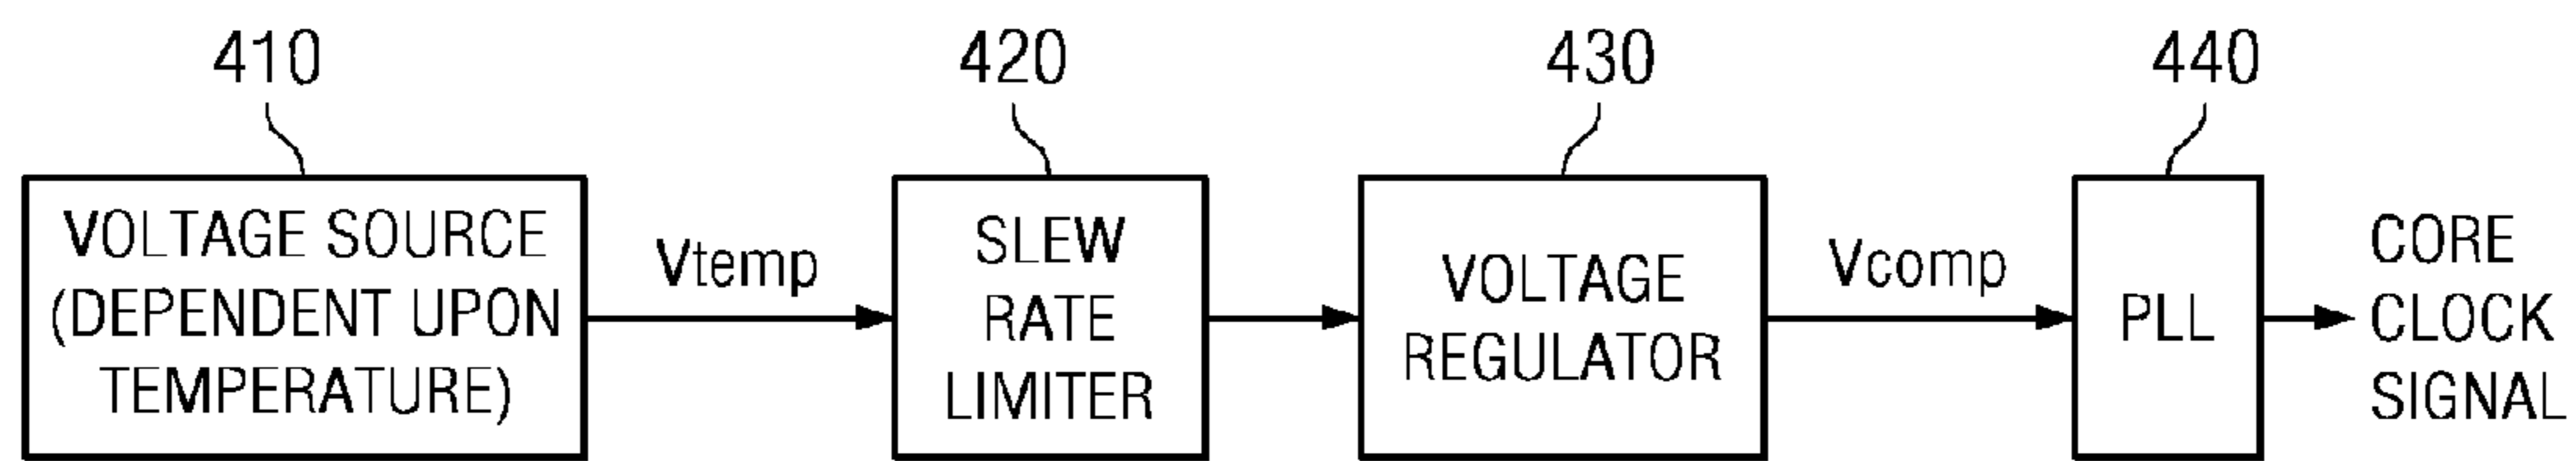 410
420
430
440
VOLTAGE SOURCE
(DEPENDENT UPON
TEMPERATURE)
Vtemp
SLEW
RATE
LIMITER
VOLTAGE
REGULATOR
Vcomp
PLL
CORE
CLOCK
SIGNAL